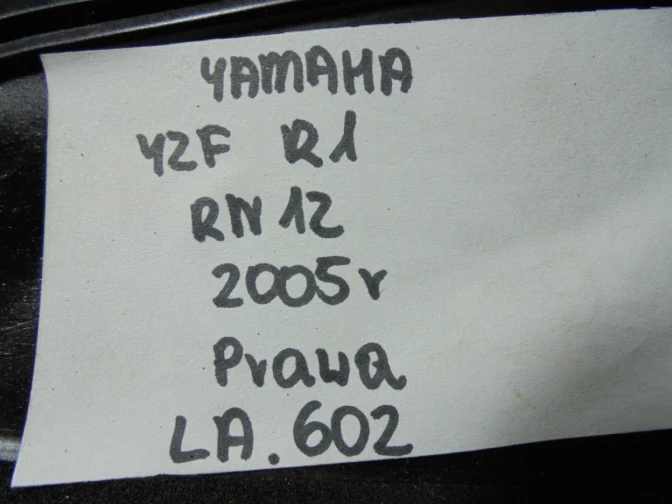 YAMAHA
YZF R1
RN12
2005r
Prawa
LA.602